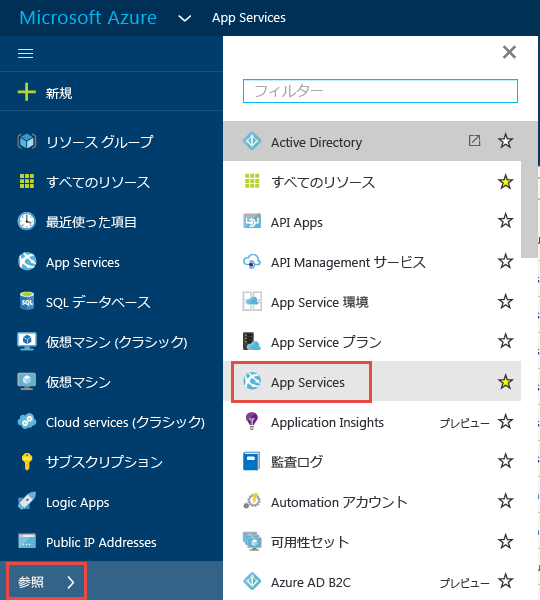 Microsoft Azure App Services
新規
リソース グループ
すべてのリソース
最近使った項目
App Services
SQL データベース
仮想マシン (クラシック)
仮想マシン
Cloud services (クラシック)
サブスクリプション
Logic Apps
Public IP Addresses
参照
フィルター
Active Directory
すべてのリソース
API Apps
API Management サービス
App Service 環境
App Service プラン
App Services
Application Insights プレビュー
監査ログ
Automation アカウント
可用性セット
Azure AD B2C プレビュー